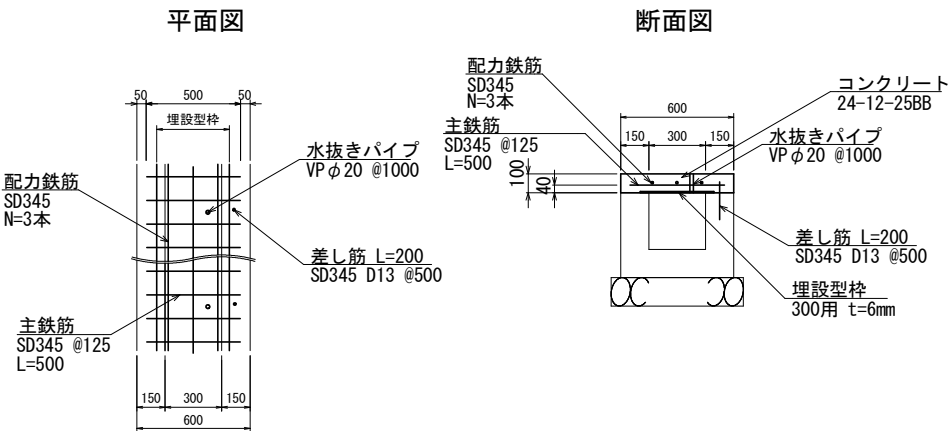 平面図
50 500 50
埋設型枠
水抜きパイプ
VPφ20 @1000
配力鉄筋
SD345
N=3本
差し筋 L=200
SD345 D13 @500
主鉄筋
SD345 @125
L=500
150 300 150
600
断面図
配力鉄筋
SD345
N=3本
コンクリート
24-12-25BB
600
主鉄筋
SD345 @125
L=500
150 300 150
水抜きパイプ
VPφ20 @1000
100
40
差し筋 L=200
SD345 D13 @500
埋設型枠
300用 t=6mm